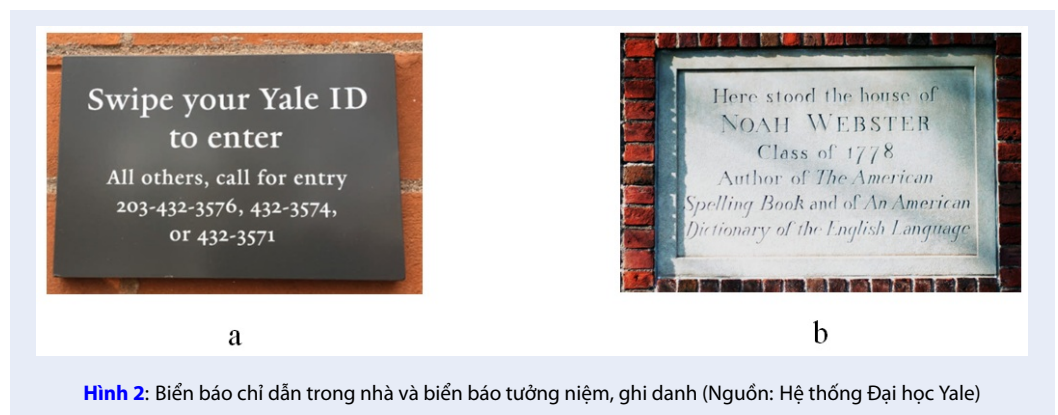 Swipe your Yale ID
to enter
All others, call for entry
203-432-3576, 432-3574,
or 432-3571
a
Here stood the house of
NOAH WEBSTER
Class of 1778
Author of The American
Spelling Book and of An American
Dictionary of the English Language
b
Hình 2: Biển báo chỉ dẫn trong nhà và biển báo tưởng niệm, ghi danh (Nguồn: Hệ thống Đại học Yale)